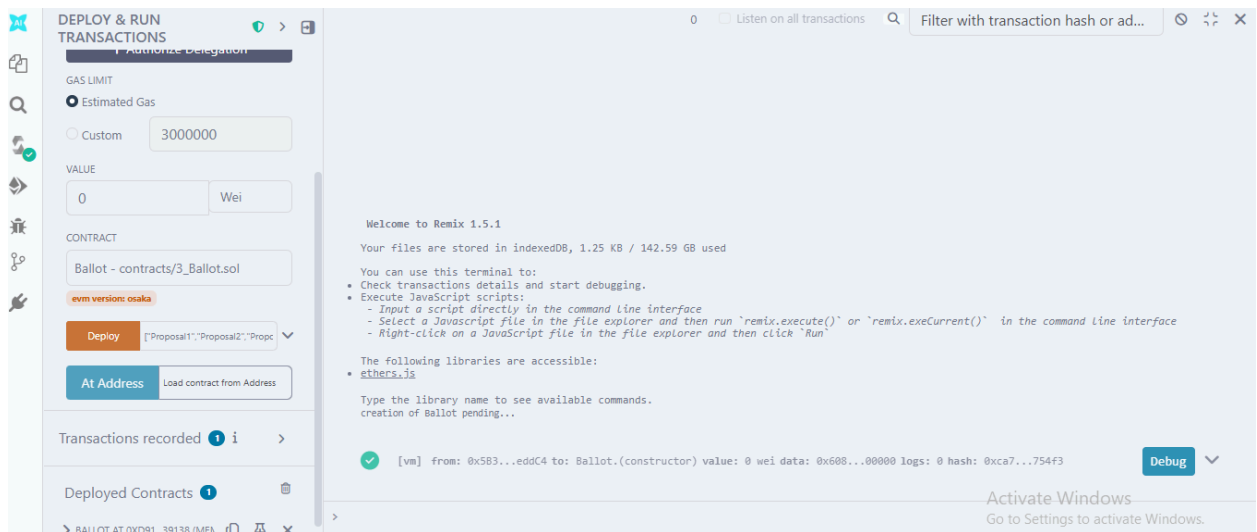 AI
DEPLOY & RUN
TRANSACTIONS
Authorize Delegation
GAS LIMIT
Estimated Gas
Custom
3000000
VALUE
0
Wei
CONTRACT
Ballot - contracts/3_Ballot.sol
evm version: osaka
Deploy
["Proposal1","Proposal2","Propc
At Address
Load contract from Address
Transactions recorded 1 i
Deployed Contracts 1
BALLOT AT 0XD91...39138 (MEM
0
Listen on all transactions
Filter with transaction hash or ad...
Welcome to Remix 1.5.1
Your files are stored in indexedDB, 1.25 KB / 142.59 GB used
You can use this terminal to:
• Check transactions details and start debugging.
• Execute JavaScript scripts:
- Input a script directly in the command line interface
- Select a Javascript file in the file explorer and then run `remix.execute()` or `remix.exeCurrent()` in the command line interface
- Right-click on a JavaScript file in the file explorer and then click `Run`
The following libraries are accessible:
• ethers.js
Type the library name to see available commands.
creation of Ballot pending...
[vm] from: 0x5B3...eddC4 to: Ballot.(constructor) value: 0 wei data: 0x608...00000 logs: 0 hash: 0xca7...754f3
Debug
>
Activate Windows
Go to Settings to activate Windows.